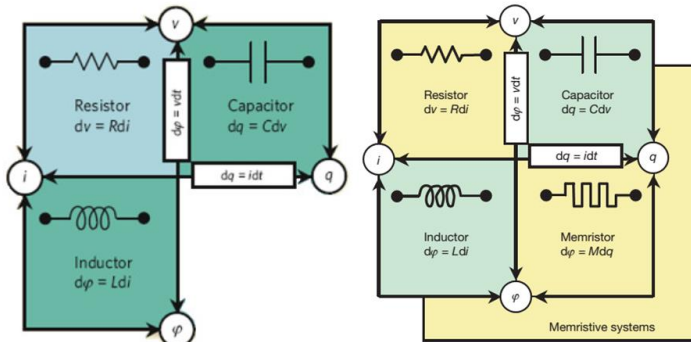 v
Resistor
dv = Rdi
dφ = vdt
Capacitor
dq = Cdv
i
dq = idt
q
Inductor
dφ = Ldi
φ
v
Resistor
dv = Rdi
dφ = vdt
Capacitor
dq = Cdv
i
dq = idt
q
Inductor
dφ = Ldi
Memristor
dφ = Mdq
φ
Memristive systems